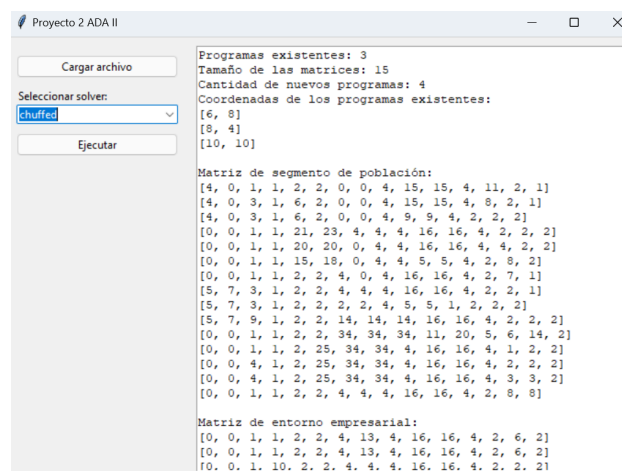 Proyecto 2 ADA II
Cargar archivo
Seleccionar solver:
chuffed
Ejecutar
Programas existentes: 3
Tamaño de las matrices: 15
Cantidad de nuevos programas: 4
Coordenadas de los programas existentes:
[6, 8]
[8, 4]
[10, 10]
Matriz de segmento de población:
[4, 0, 1, 1, 2, 2, 0, 0, 4, 15, 15, 4, 11, 2, 1]
[4, 0, 3, 1, 6, 2, 0, 0, 4, 15, 15, 4, 8, 2, 1]
[4, 0, 3, 1, 6, 2, 0, 0, 4, 9, 9, 4, 2, 2, 2]
[0, 0, 1, 1, 21, 23, 4, 4, 4, 16, 16, 4, 2, 2, 2]
[0, 0, 1, 1, 20, 20, 0, 4, 4, 16, 16, 4, 4, 2, 2]
[0, 0, 1, 1, 15, 18, 0, 4, 4, 5, 5, 4, 2, 8, 2]
[0, 0, 1, 1, 2, 2, 4, 0, 4, 16, 16, 4, 2, 7, 1]
[5, 7, 3, 1, 2, 2, 4, 4, 4, 16, 16, 4, 2, 2, 1]
[5, 7, 3, 1, 2, 2, 2, 2, 4, 5, 5, 1, 2, 2, 2]
[5, 7, 9, 1, 2, 2, 14, 14, 14, 16, 16, 4, 2, 2, 2]
[0, 0, 1, 1, 2, 2, 34, 34, 34, 11, 20, 5, 6, 14, 2]
[0, 0, 1, 1, 2, 25, 34, 34, 4, 16, 16, 4, 1, 2, 2]
[0, 0, 4, 1, 2, 25, 34, 34, 4, 16, 16, 4, 2, 2, 2]
[0, 0, 4, 1, 2, 25, 34, 34, 4, 16, 16, 4, 3, 3, 2]
[0, 0, 1, 1, 2, 2, 4, 4, 4, 16, 16, 4, 2, 8, 8]
Matriz de entorno empresarial:
[0, 0, 1, 1, 2, 2, 4, 13, 4, 16, 16, 4, 2, 6, 2]
[0, 0, 1, 1, 2, 2, 4, 13, 4, 16, 16, 4, 2, 6, 2]
[0, 0, 1, 10, 2, 2, 4, 4, 4, 16, 16, 4, 2, 2, 2]